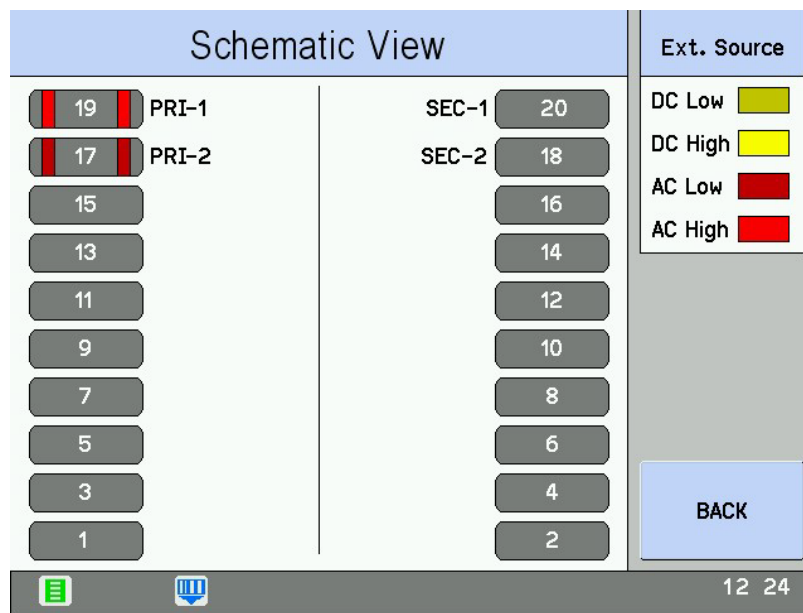 Schematic View
Ext. Source
19 PRI-1
SEC-1 20
17 PRI-2
SEC-2 18
15
16
13
14
11
12
9
10
7
8
5
6
3
4
1
2
DC Low
DC High
AC Low
AC High
BACK
12 24